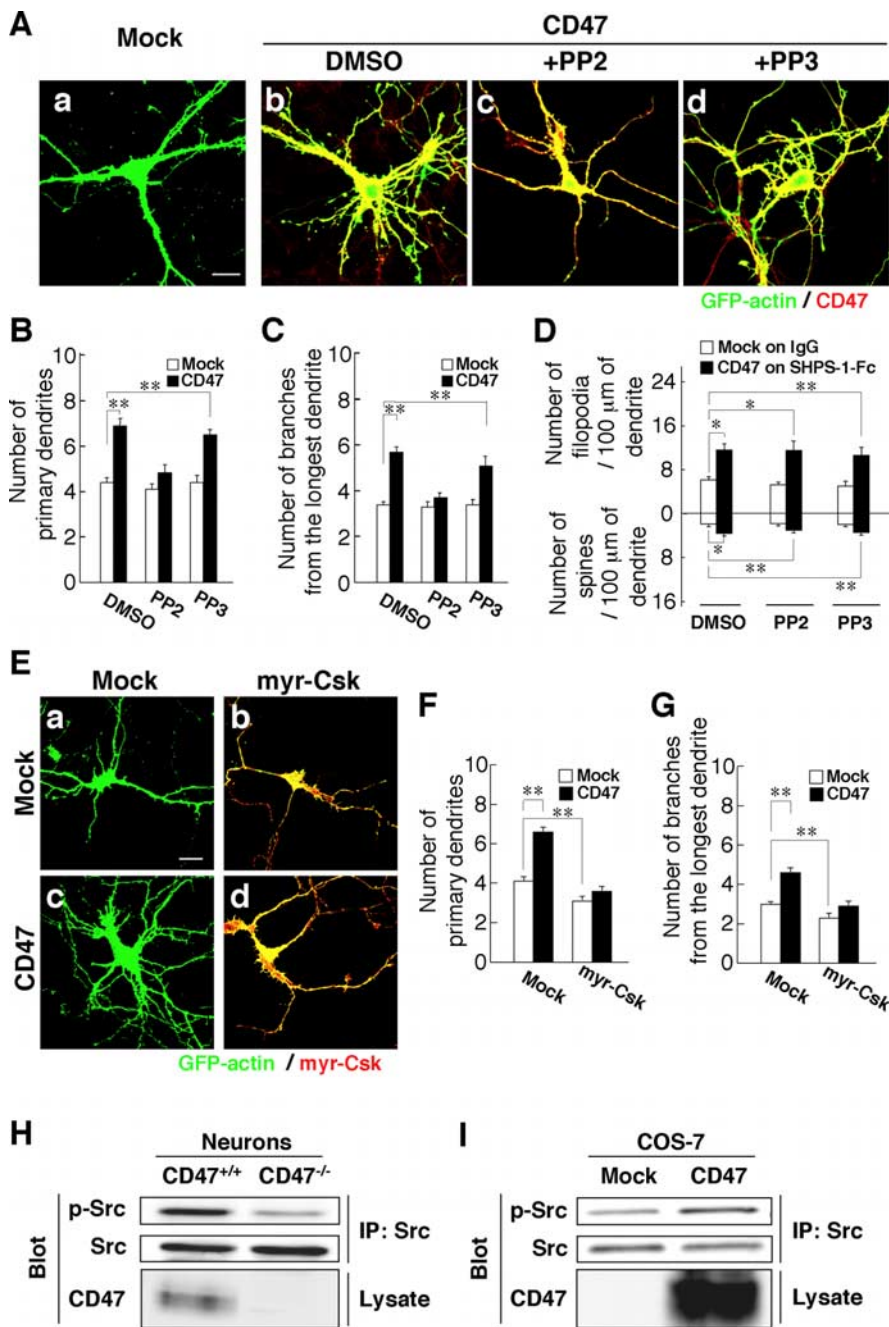 A
Mock
CD47
DMSO +PP2 +PP3
a b c d
GFP-actin / CD47
B
Number of
primary dendrites
10
8
6
4
2
0
Mock
CD47
**
**
DMSO PP2 PP3
C
Number of branches
from the longest dendrite
10
8
6
4
2
0
Mock
CD47
**
**
DMSO PP2 PP3
D
Mock on IgG
CD47 on SHPS-1-Fc
Number of
filopodia
/ 100 μm of
dendrite
Number of
spines
/ 100 μm of
dendrite
24
16
8
0
8
16
**
*
*
*
**
**
DMSO PP2 PP3
E
Mock myr-Csk
Mock
a b
CD47
c d
GFP-actin / myr-Csk
F
Number of
primary dendrites
10
8
6
4
2
0
Mock
CD47
**
**
Mock myr-Csk
G
Number of branches
from the longest dendrite
10
8
6
4
2
0
Mock
CD47
**
**
Mock myr-Csk
H
Neurons
CD47+/+ CD47-/-
Blot
p-Src
Src
CD47
IP: Src
Lysate
I
COS-7
Mock CD47
Blot
p-Src
Src
CD47
IP: Src
Lysate